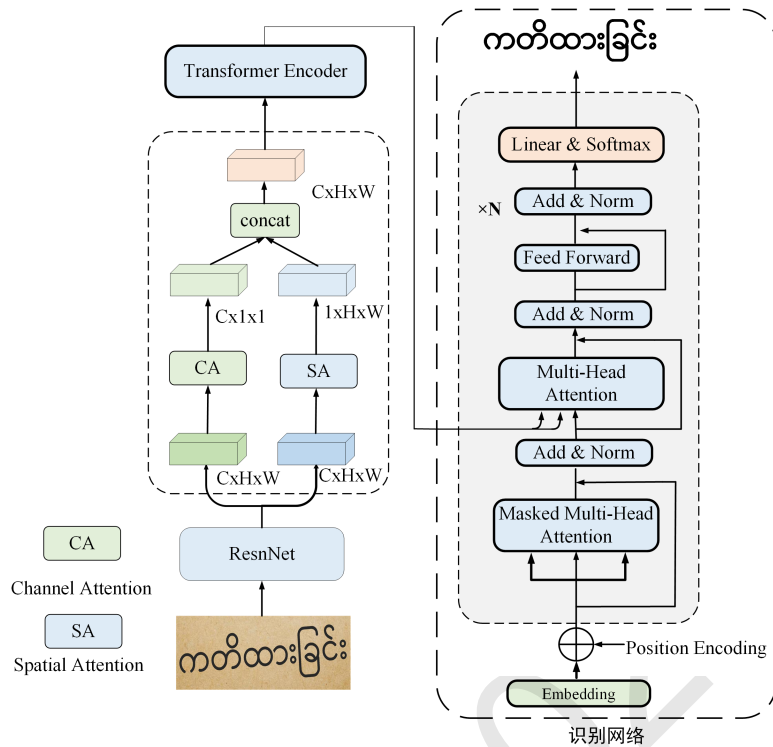 Transformer Encoder
CxHxW
concat
Cx1x1
1xHxW
CA
SA
CxHxW
CxHxW
ResnNet
ကတိထားခြင်း
CA
Channel Attention
SA
Spatial Attention
ကတိထားခြင်း
Linear & Softmax
×N
Add & Norm
Feed Forward
Add & Norm
Multi-Head
Attention
Add & Norm
Masked Multi-Head
Attention
Position Encoding
Embedding
识别网络